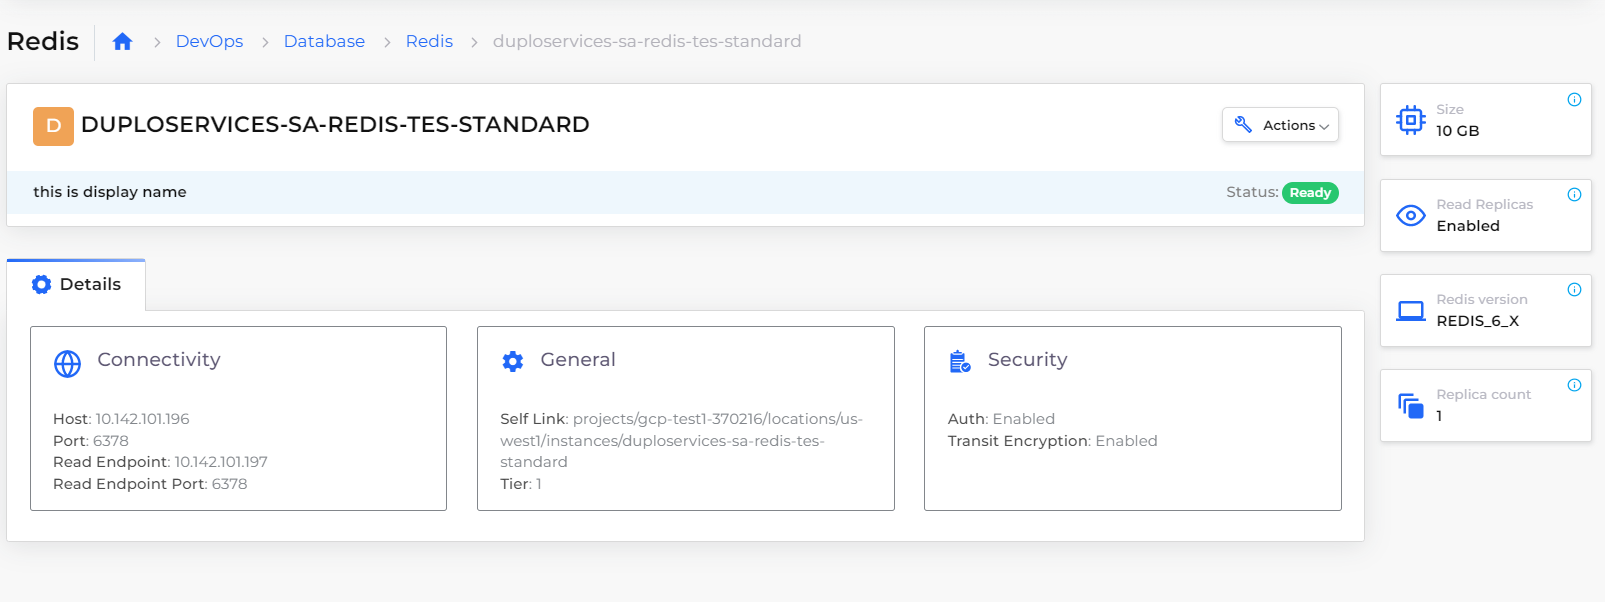 Redis
DevOps
Database
Redis
duploservices-sa-redis-tes-standard
D
DUPLOSERVICES-SA-REDIS-TES-STANDARD
Actions
this is display name
Status: Ready
Details
Connectivity
Host: 10.142.101.196
Port: 6378
Read Endpoint: 10.142.101.197
Read Endpoint Port: 6378
General
Self Link: projects/gcp-test1-370216/locations/us-
west1/instances/duploservices-sa-redis-tes-
standard
Tier: 1
Security
Auth: Enabled
Transit Encryption: Enabled
Size
10 GB
Read Replicas
Enabled
Redis version
REDIS_6_X
Replica count
1